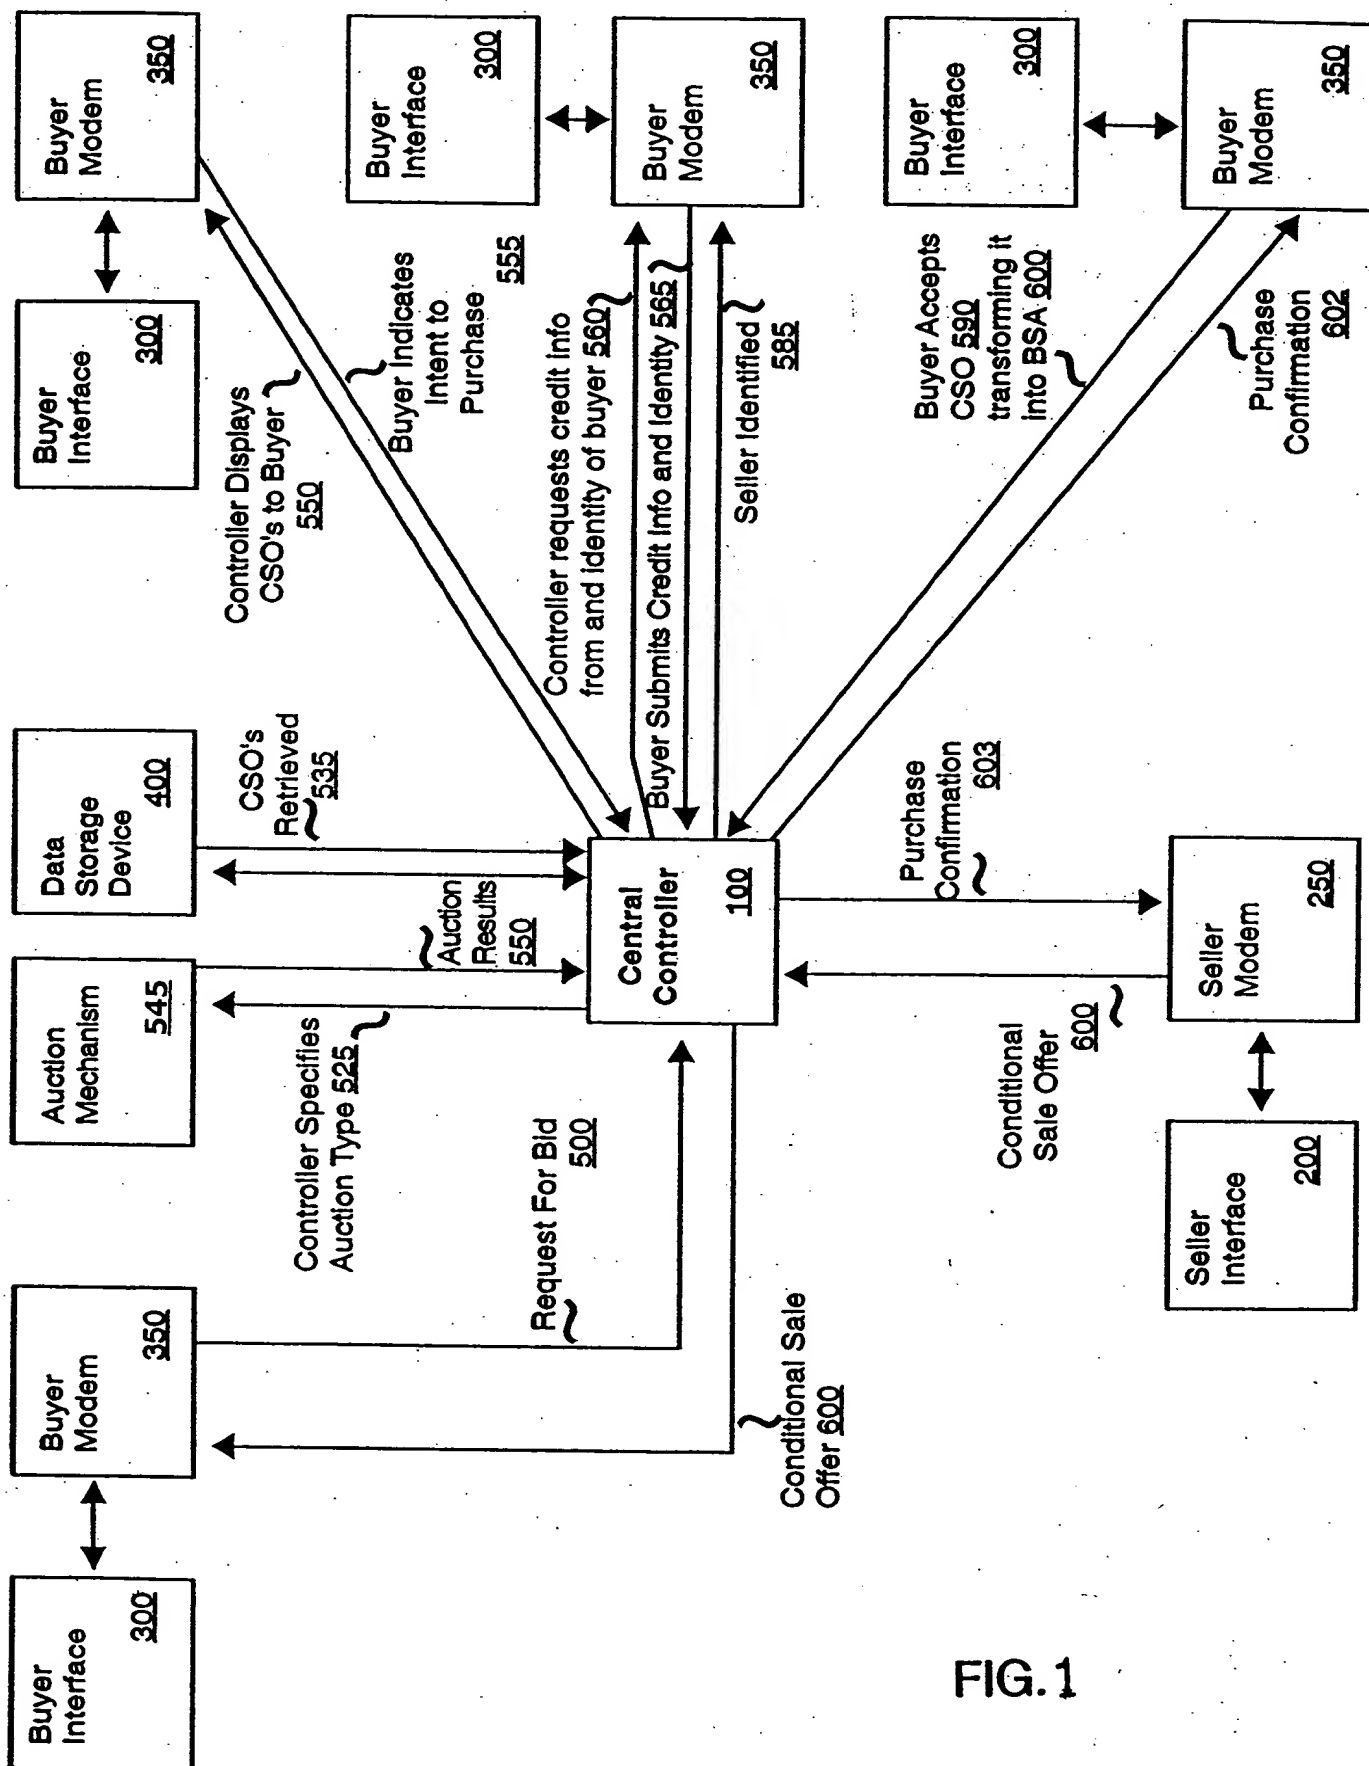 Buyer
Interface
300
Buyer
Modem
350
Request For Bid
500
Conditional Sale
Offer 600
Auction
Mechanism
545
Controller Specifies
Auction Type 525
Auction
Results
550
Data
Storage
Device
400
CSO's
Retrieved
535
Central
Controller
100
Buyer
Interface
300
Buyer
Modem
350
Controller Displays
CSO's to Buyer
550
Buyer Indicates
Intent to
Purchase
555
Buyer
Interface
300
Buyer
Modem
350
Controller requests credit info
from and identity of buyer 560
Buyer Submits Credit Info and Identity 565
Seller Identified
585
Buyer
Interface
300
Buyer
Modem
350
Buyer Accepts
CSO 590
transforming it
into BSA 600
Purchase
Confirmation
602
Purchase
Confirmation
603
Conditional
Sale Offer
600
Seller
Modem
250
Seller
Interface
200
FIG. 1